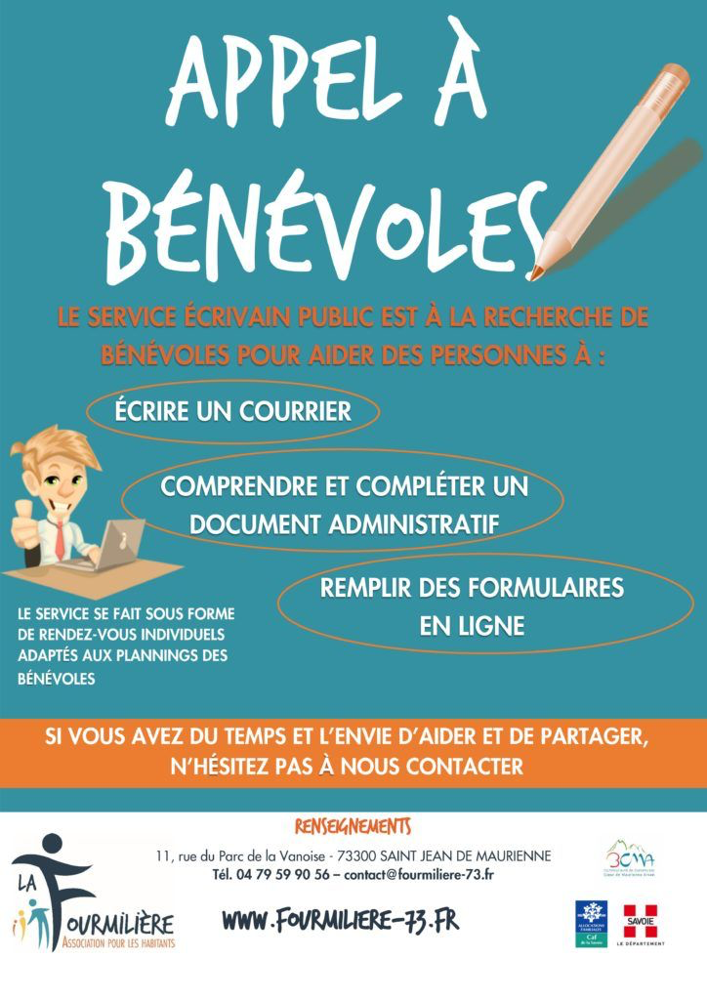 APPEL À
BÉNÉVOLES
LE SERVICE ÉCRIVAIN PUBLIC EST À LA RECHERCHE DE
BÉNÉVOLES POUR AIDER DES PERSONNES À :
ÉCRIRE UN COURRIER
COMPRENDRE ET COMPLÉTER UN
DOCUMENT ADMINISTRATIF
REMPLIR DES FORMULAIRES
EN LIGNE
LE SERVICE SE FAIT SOUS FORME
DE RENDEZ-VOUS INDIVIDUELS
ADAPTÉS AUX PLANNINGS DES
BÉNÉVOLES
SI VOUS AVEZ DU TEMPS ET L'ENVIE D'AIDER ET DE PARTAGER,
N'HÉSITEZ PAS À NOUS CONTACTER
RENSEIGNEMENTS
11, rue du Parc de la Vanoise - 73300 SAINT JEAN DE MAURIENNE
Tél. 04 79 59 90 56 – contact@fourmiliere-73.fr
WWW.FOURMILIERE-73.FR
LA
FOURMILIÈRE
ASSOCIATION POUR LES HABITANTS
3CMA
Cœur de Maurienne Arvan
ALLOCATIONS
FAMILIALES
Caf
de la Savoie
SAVOIE
LE DÉPARTEMENT